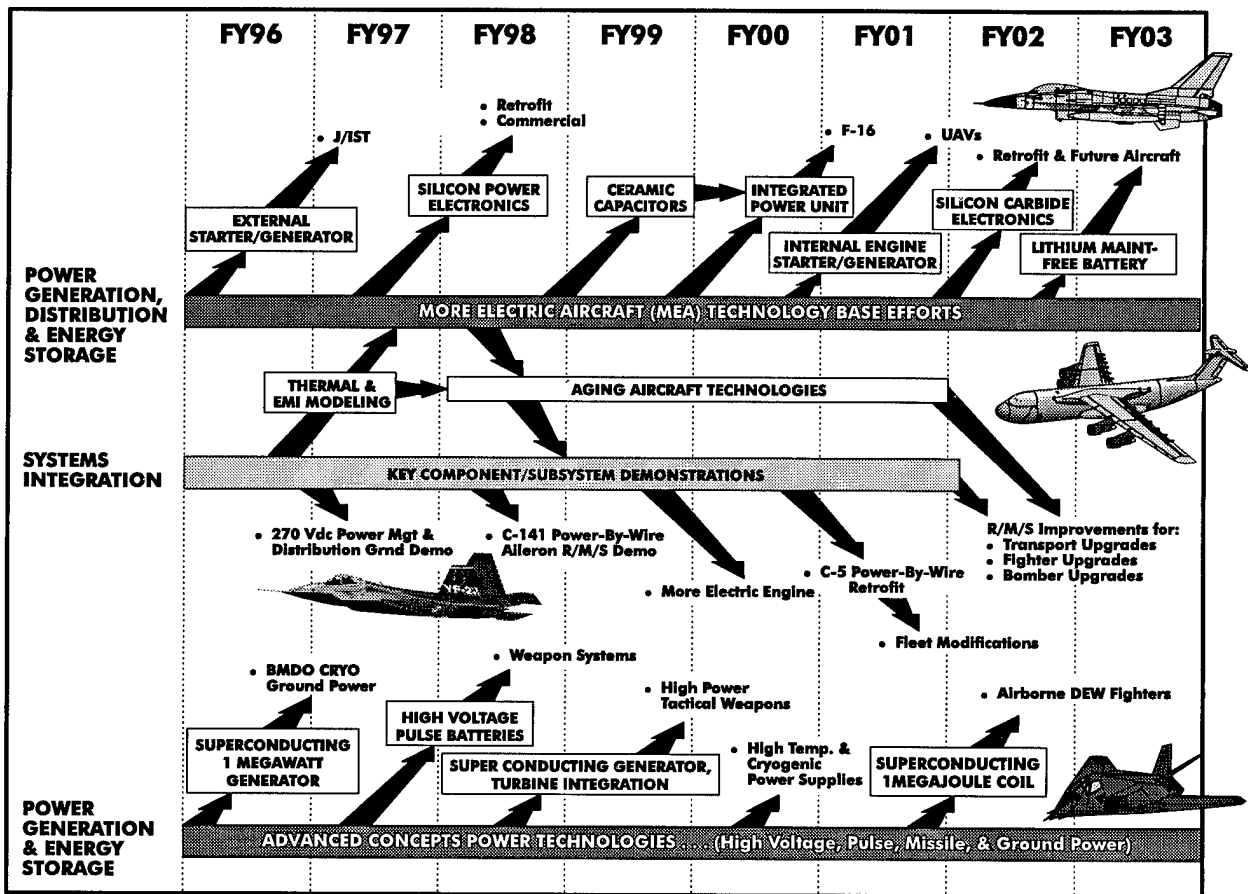 FY96 FY97 FY98 FY99 FY00 FY01 FY02 FY03
• Retrofit
• Commercial
• J/IST
• F-16
• UAVs
• Retrofit & Future Aircraft
EXTERNAL
STARTER/GENERATOR
SILICON POWER
ELECTRONICS
CERAMIC
CAPACITORS
INTEGRATED
POWER UNIT
INTERNAL ENGINE
STARTER/GENERATOR
SILICON CARBIDE
ELECTRONICS
LITHIUM MAINT-
FREE BATTERY
POWER
GENERATION,
DISTRIBUTION
& ENERGY
STORAGE
MORE ELECTRIC AIRCRAFT (MEA) TECHNOLOGY BASE EFFORTS
THERMAL &
EMI MODELING
AGING AIRCRAFT TECHNOLOGIES
SYSTEMS
INTEGRATION
KEY COMPONENT/SUBSYSTEM DEMONSTRATIONS
• 270 Vdc Power Mgt &
Distribution Grnd Demo
• C-141 Power-By-Wire
Aileron R/M/S Demo
• More Electric Engine
• C-5 Power-By-Wire
Retrofit
• Fleet Modifications
R/M/S Improvements for:
• Transport Upgrades
• Fighter Upgrades
• Bomber Upgrades
YF-22
• BMDO CRYO
Ground Power
• Weapon Systems
• High Power
Tactical Weapons
• High Temp. &
Cryogenic
Power Supplies
• Airborne DEW Fighters
SUPERCONDUCTING
1 MEGAWATT
GENERATOR
HIGH VOLTAGE
PULSE BATTERIES
SUPER CONDUCTING GENERATOR,
TURBINE INTEGRATION
SUPERCONDUCTING
1MEGAJOULE COIL
POWER
GENERATION
& ENERGY
STORAGE
ADVANCED CONCEPTS POWER TECHNOLOGIES . . . (High Voltage, Pulse, Missile, & Ground Power)